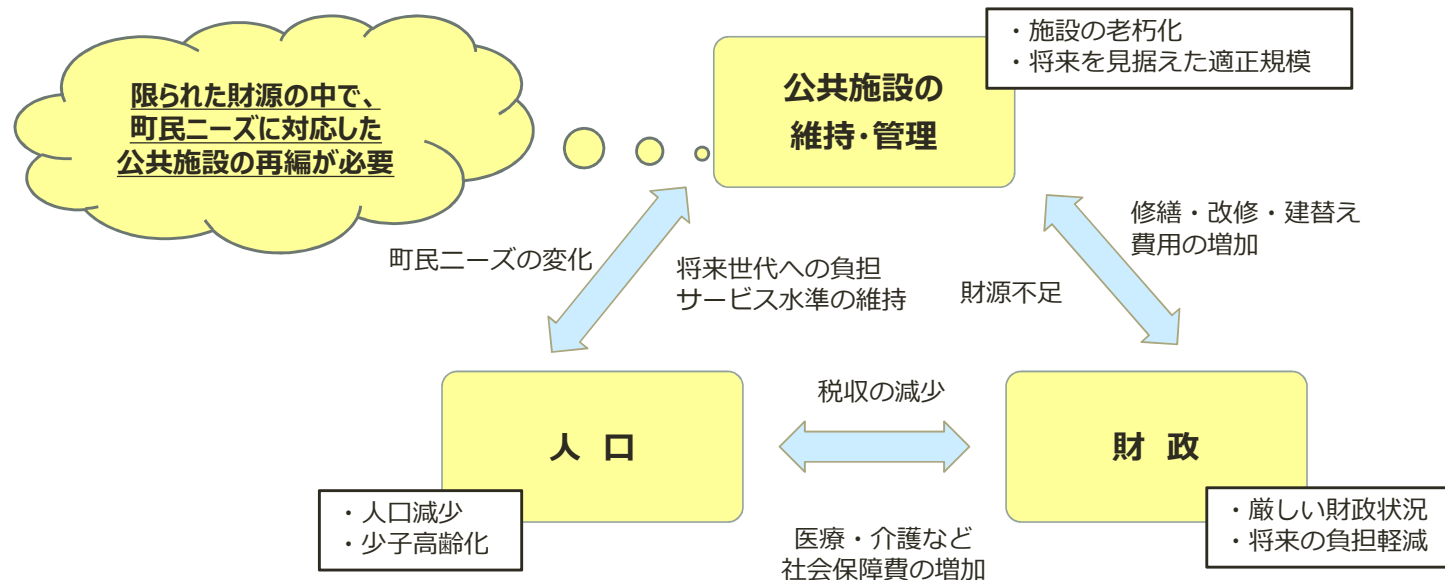 限られた財源の中で、
町民ニーズに対応した
公共施設の再編が必要
公共施設の
維持・管理
・施設の老朽化
・将来を見据えた適正規模
町民ニーズの変化
将来世代への負担
サービス水準の維持
財源不足
修繕・改修・建替え
費用の増加
人 口
・人口減少
・少子高齢化
税収の減少
医療・介護など
社会保障費の増加
財 政
・厳しい財政状況
・将来の負担軽減